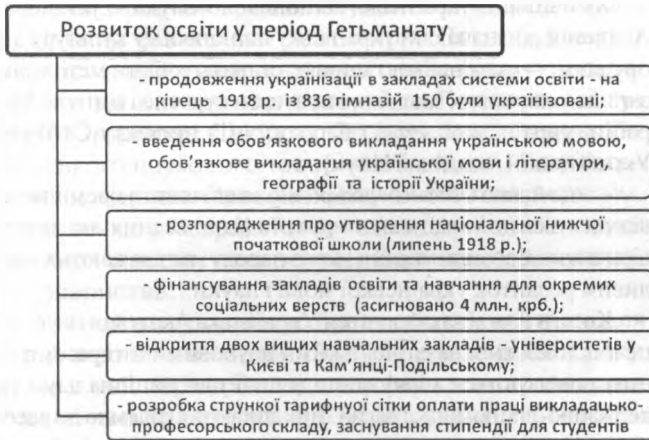 Розвиток освіти у період Гетьманату
- продовження українізації в закладах системи освіти - на
кінець 1918 р. із 836 гімназій 150 були українізовані;
- введення обов'язкового викладання українською мовою,
обов'язкове викладання української мови і літератури,
географії та історії України;
- розпорядження про утворення національної нижчої
початкової школи (липень 1918 р.);
- фінансування закладів освіти та навчання для окремих
соціальних верств (асигновані 2 млн. крб.);
- відкриття двох вищих навчальних закладів - університетів у
Києві та Кам'янці-Подільському;
-розробка єдиної тарифної сітки оплати праці викладацько-
професорського складу, заснування стипендії для студентів